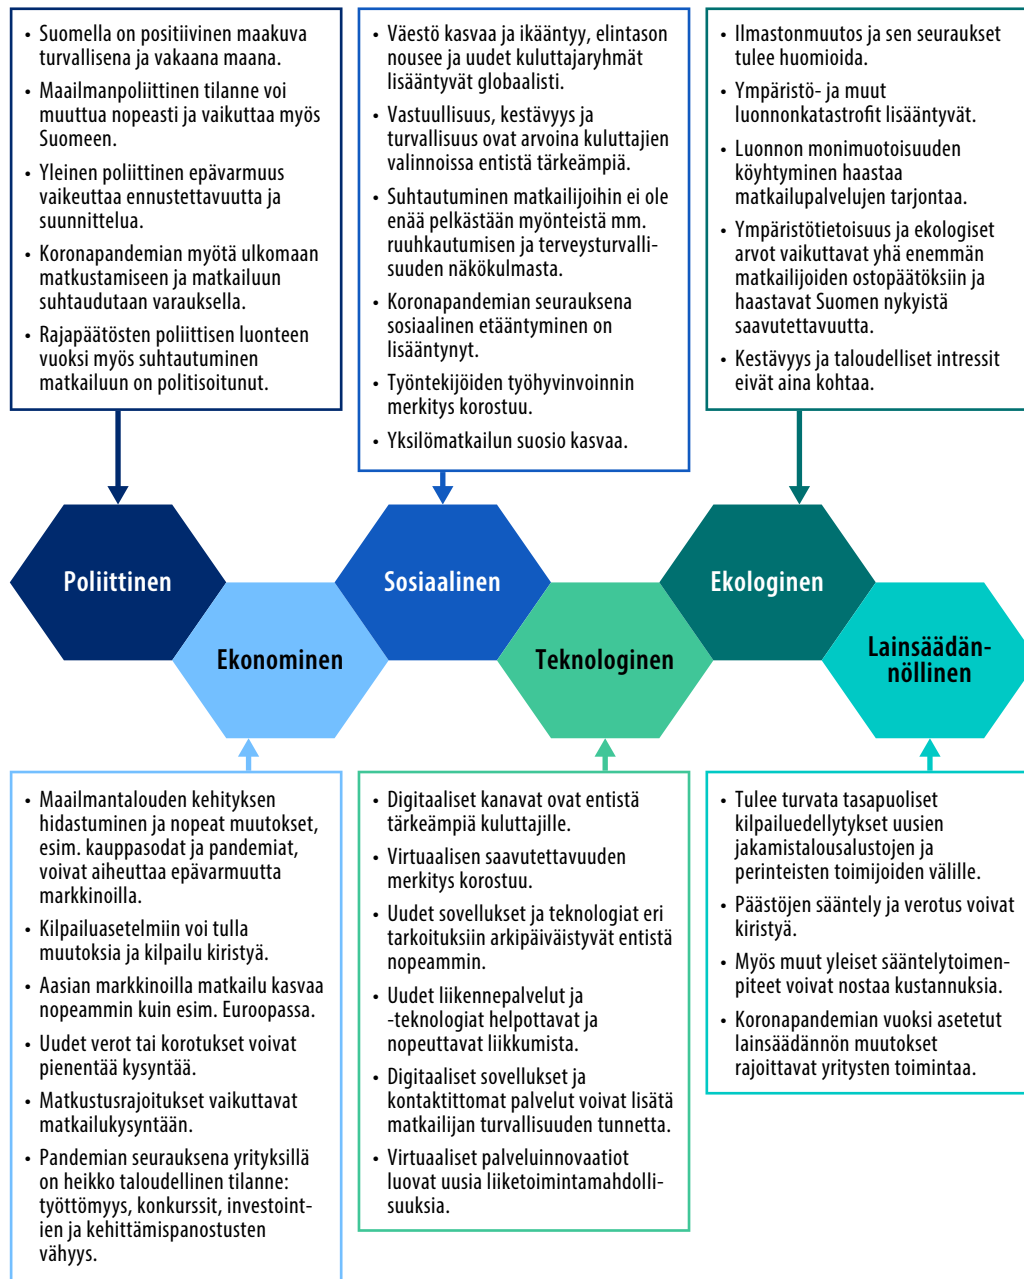 • Suomella on positiivinen maakuva
turvallisena ja vakaana maana.
• Maailmanpoliittinen tilanne voi
muuttua nopeasti ja vaikuttaa myös
Suomeen.
• Yleinen poliittinen epävarmuus
vaikeuttaa ennustettavuutta ja
suunnittelua.
• Koronapandemian myötä ulkomaan
matkustamiseen ja matkailuun
suhtaudutaan varauksella.
• Rajapäätösten poliittisen luonteen
vuoksi myös suhtautuminen
matkailuun on politisoitunut.
• Väestö kasvaa ja ikääntyy, elintason
nousee ja uudet kuluttajaryhmät
lisääntyvät globaalisti.
• Vastuullisuus, kestävyys ja
turvallisuus ovat arvoina kuluttajien
valinnoissa entistä tärkeämpiä.
• Suhtautuminen matkailijoihin ei ole
enää pelkästään myönteistä mm.
ruuhkautumisen ja terveysturvalli-
suuden näkökulmasta.
• Koronapandemian seurauksena
sosiaalinen etääntyminen on
lisääntynyt.
• Työntekijöiden työhyvinvoinnin
merkitys korostuu.
• Yksilömatkailun suosio kasvaa.
• Ilmastonmuutos ja sen seuraukset
tulee huomioida.
• Ympäristö- ja muut
luonnonkatastrofit lisääntyvät.
• Luonnon monimuotoisuuden
köyhtyminen haastaa
matkailupalvelujen tarjontaa.
• Ympäristötietoisuus ja ekologiset
arvot vaikuttavat yhä enemmän
matkailijoiden ostopäätöksiin ja
haastavat Suomen nykyistä
saavutettavuutta.
• Kestävyys ja taloudelliset intressit
eivät aina kohtaa.
Poliittinen
Ekonominen
Sosiaalinen
Teknologinen
Ekologinen
Lainsäädän-
nöllinen
• Maailmantalouden kehityksen
hidastuminen ja nopeat muutokset,
esim. kauppasodat ja pandemiat,
voivat aiheuttaa epävarmuutta
markkinoilla.
• Kilpailuasetelmiin voi tulla
muutoksia ja kilpailu kiristyä.
• Aasian markkinoilla matkailu kasvaa
nopeammin kuin esim. Euroopassa.
• Uudet verot tai korotukset voivat
pienentää kysyntää.
• Matkustusrajoitukset vaikuttavat
matkailukysyntään.
• Pandemian seurauksena yrityksillä
on heikko taloudellinen tilanne:
työttömyys, konkurssit, investoint-
ien ja kehittämispanostusten
vähyys.
• Digitaaliset kanavat ovat entistä
tärkeämpiä kuluttajille.
• Virtuaalisen saavutettavuuden
merkitys korostuu.
• Uudet sovellukset ja teknologiat eri
tarkoituksiin arkipäiväistyvät entistä
nopeammin.
• Uudet liikennepalvelut ja
-teknologiat helpottavat ja
nopeuttavat liikkumista.
• Digitaaliset sovellukset ja
kontaktittomat palvelut voivat lisätä
matkailijan turvallisuuden tunnetta.
• Virtuaaliset palveluinnovaatiot
luovat uusia liiketoimintamahdolli-
suuksia.
• Tulee turvata tasapuoliset
kilpailuedellytykset uusien
jakamistalousalustojen ja
perinteisten toimijoiden välille.
• Päästöjen sääntely ja verotus voivat
kiristyä.
• Myös muut yleiset sääntelytoimen-
piteet voivat nostaa kustannuksia.
• Koronapandemian vuoksi asetetut
lainsäädännön muutokset
rajoittavat yritysten toimintaa.